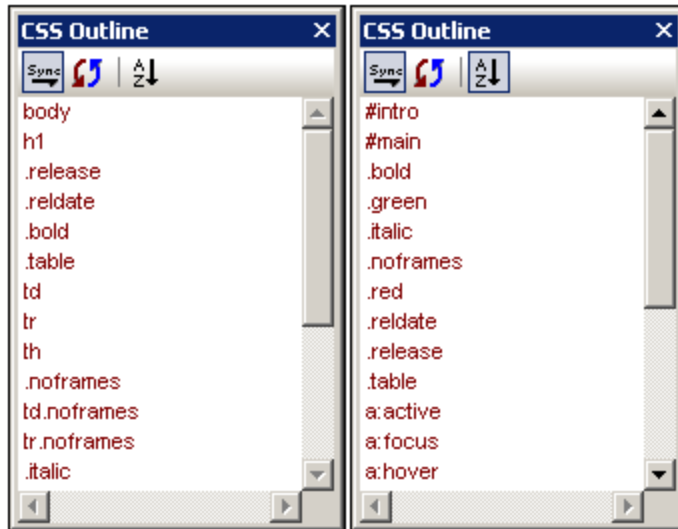 CSS Outline
Sync A Z
body
h1
.release
.reldate
.bold
.table
td
tr
th
.noframes
td.noframes
tr.noframes
.italic
CSS Outline
Sync A Z
#intro
#main
.bold
.green
.italic
.noframes
.red
.reldate
.release
.table
a:active
a:focus
a:hover